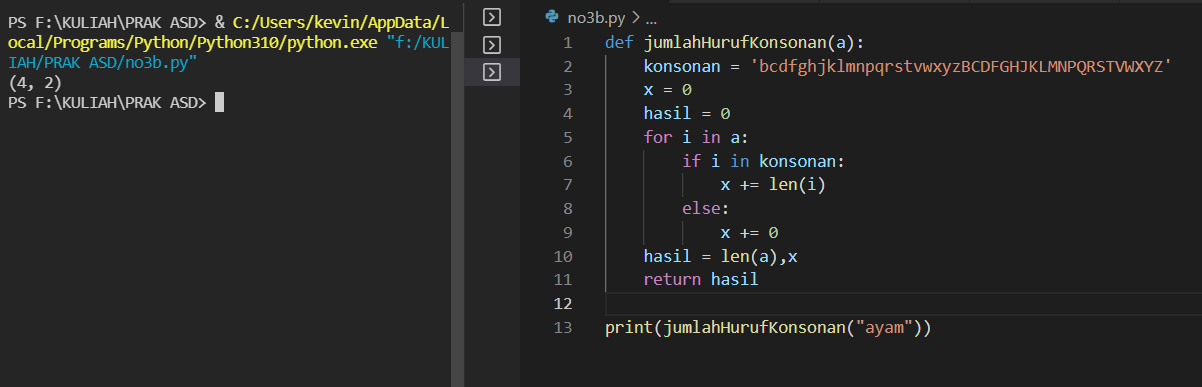 PS F:\KULIAH\PRAK ASD> & C:/Users/kevin/AppData/L
ocal/Programs/Python/Python310/python.exe "f:/KUL
IAH/PRAK ASD/no3b.py"
(4, 2)
PS F:\KULIAH\PRAK ASD>
no3b.py > ...
1 def jumlahHurufKonsonan(a):
2     konsonan = 'bcdfghjklmnpqrstvwxyzBCDFGHJKLMNPQRSTVWXYZ'
3     x = 0
4     hasil = 0
5     for i in a:
6         if i in konsonan:
7             x += len(i)
8         else:
9             x += 0
10     hasil = len(a),x
11     return hasil
12
13 print(jumlahHurufKonsonan("ayam"))